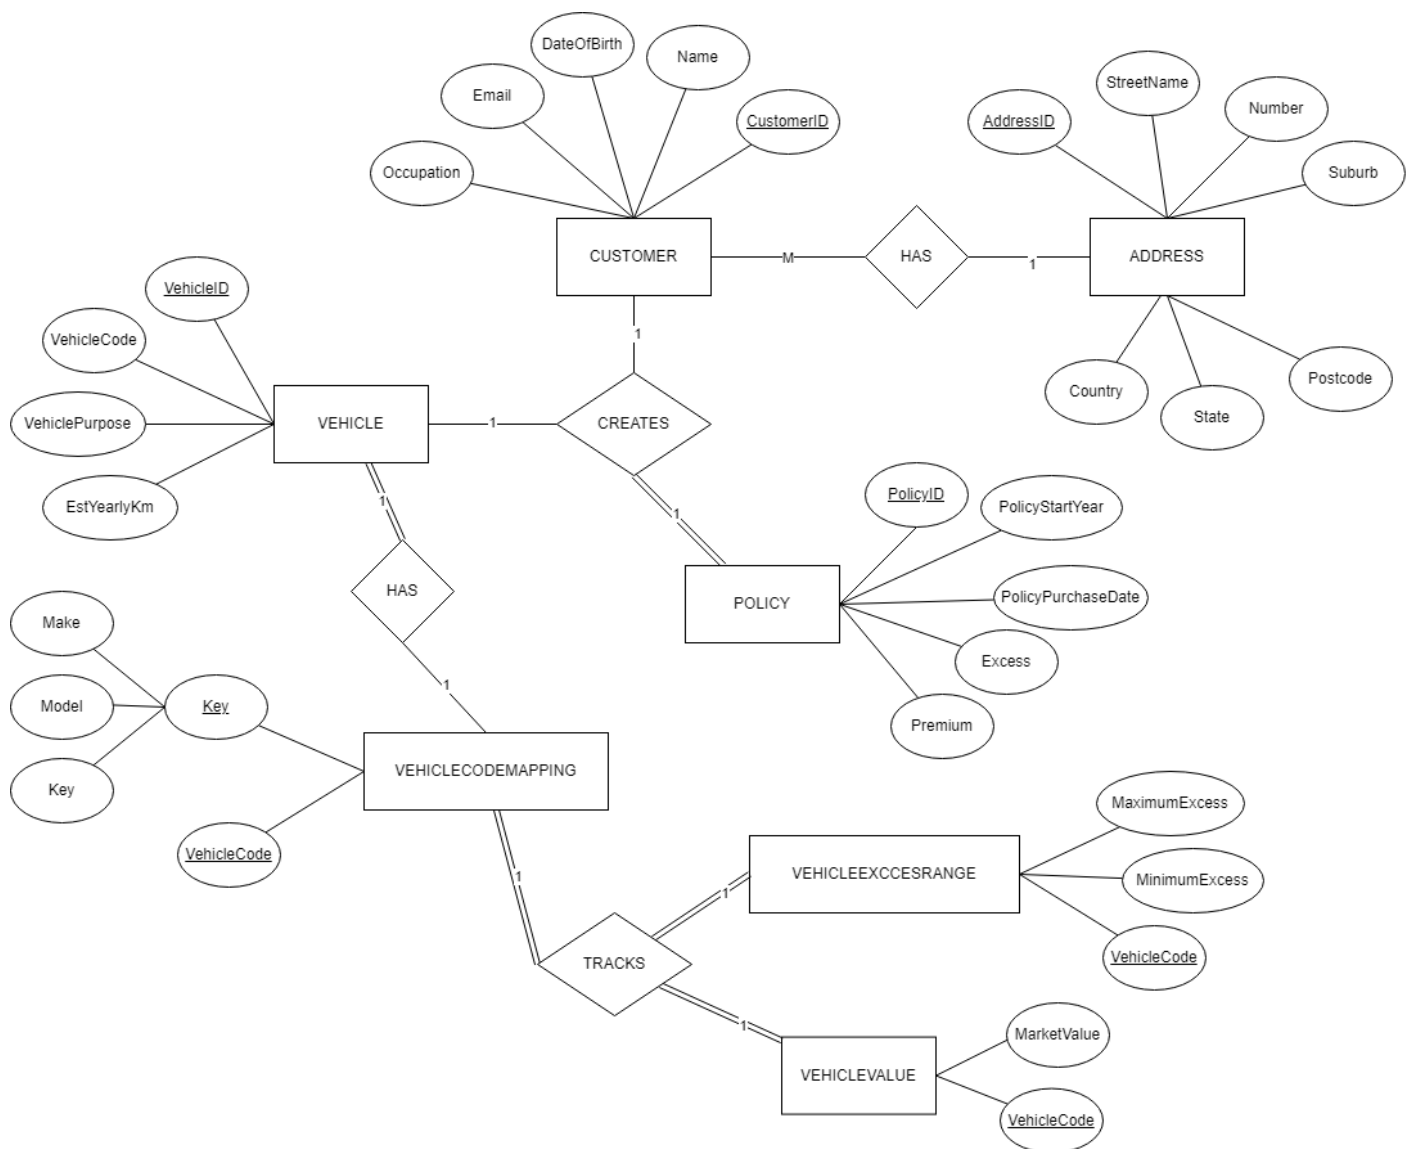 DateOfBirth
Name
Email
CustomerID
Occupation
StreetName
Number
AddressID
Suburb
CUSTOMER
M
HAS
1
ADDRESS
VehicleID
VehicleCode
VehiclePurpose
EstYearlyKm
VEHICLE
1
1
CREATES
1
Country
State
Postcode
1
HAS
1
PolicyID
PolicyStartYear
PolicyPurchaseDate
Excess
Premium
POLICY
Make
Model
Key
Key
VehicleCode
VEHICLECODEMAPPING
1
TRACKS
1
1
VEHICLEEXCCESRANGE
MaximumExcess
MinimumExcess
VehicleCode
VEHICLEVALUE
MarketValue
VehicleCode